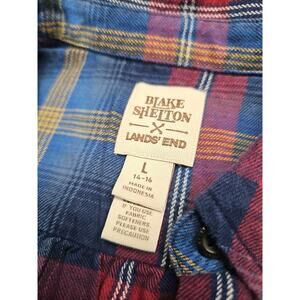 BLAKE
SHELTON
LANDS' END
L
14-16
MADE IN
INDONESIA
IF YOU USE
FABRIC
SOFTENERS,
PLEASE USE
PRECAUTION